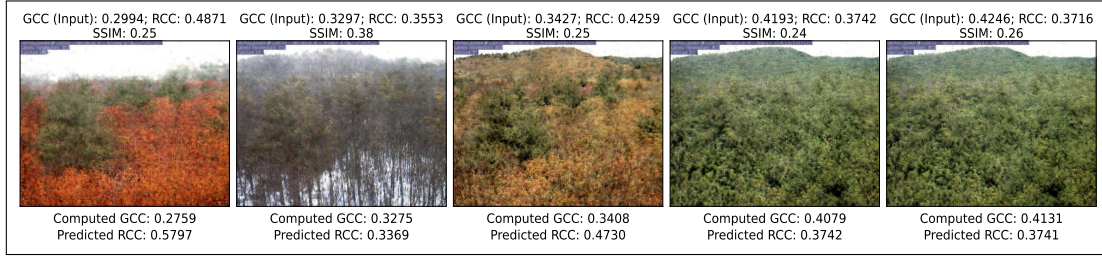 GCC (Input): 0.2994; RCC: 0.4871
SSIM: 0.25
Computed GCC: 0.2759
Predicted RCC: 0.5797
GCC (Input): 0.3297; RCC: 0.3553
SSIM: 0.38
Computed GCC: 0.3275
Predicted RCC: 0.3369
GCC (Input): 0.3427; RCC: 0.4259
SSIM: 0.25
Computed GCC: 0.3408
Predicted RCC: 0.4730
GCC (Input): 0.4193; RCC: 0.3742
SSIM: 0.24
Computed GCC: 0.4079
Predicted RCC: 0.3742
GCC (Input): 0.4246; RCC: 0.3716
SSIM: 0.26
Computed GCC: 0.4131
Predicted RCC: 0.3741